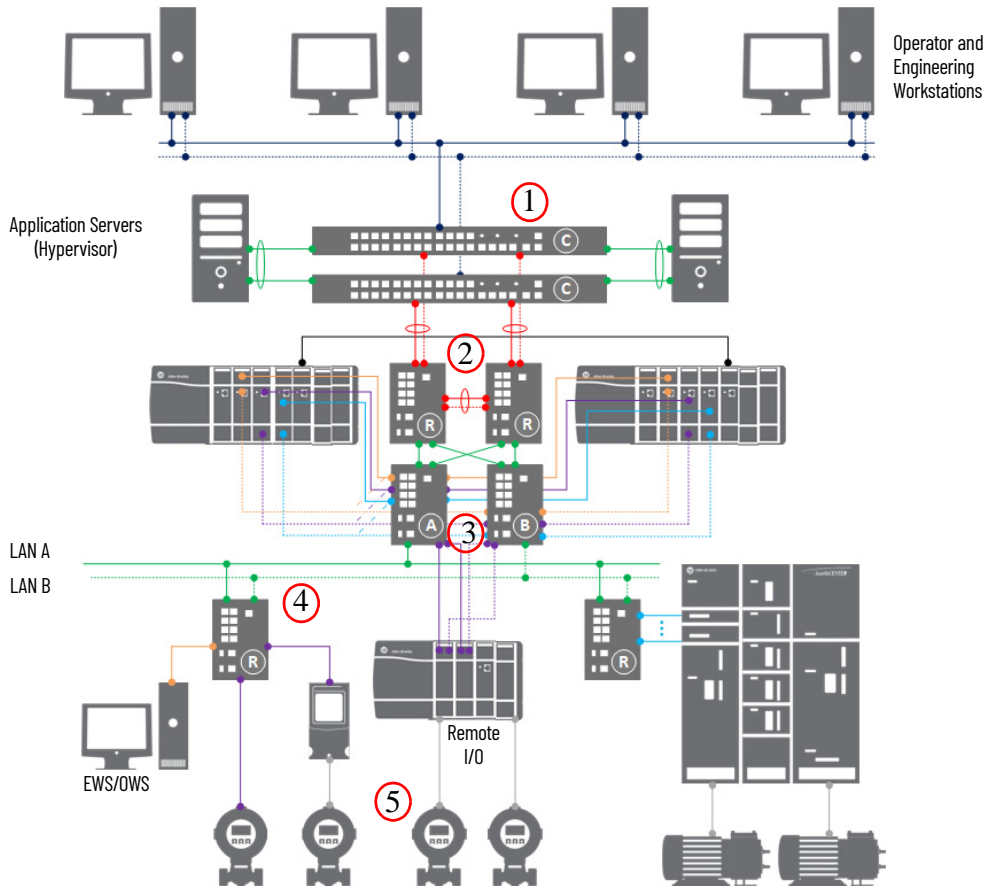 Operator and
Engineering
Workstations
1
Application Servers
(Hypervisor)
C
C
2
R
R
A
3
B
LAN A
LAN B
4
R
R
Remote
I/O
EWS/OWS
5